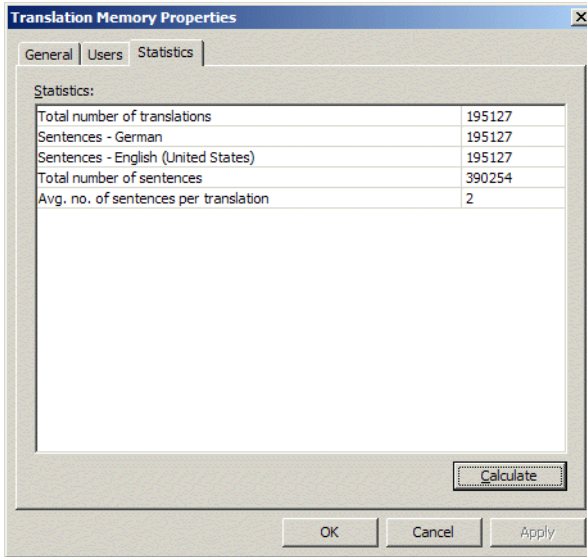 Translation Memory Properties
General Users Statistics
Statistics:
Total number of translations 195127
Sentences - German 195127
Sentences - English (United States) 195127
Total number of sentences 390254
Avg. no. of sentences per translation 2
Calculate
OK Cancel Apply